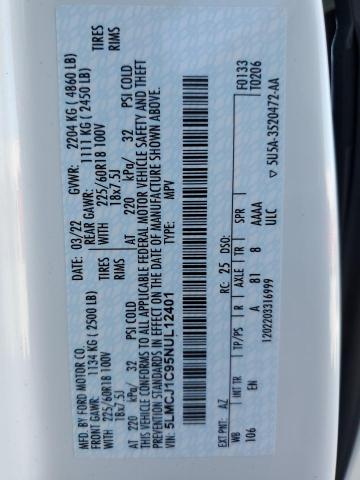 MFD. BY FORD MOTOR CO.
DATE: 03/22 GVWR: 2204 KG ( 4860 LB)
FRONT GAWR: 1134 KG ( 2500 LB) REAR GAWR: 1111 KG ( 2450 LB)
225/60R18 100V TIRES WITH 225/60R18 100V TIRES
18x7.5J RIMS 18x7.5J RIMS
AT 220 kPa/ 32 PSI COLD AT 220 kPa/ 32 PSI COLD
THIS VEHICLE CONFORMS TO ALL APPLICABLE FEDERAL MOTOR VEHICLE SAFETY AND THEFT
PREVENTION STANDARDS IN EFFECT ON THE DATE OF MANUFACTURE SHOWN ABOVE.
VIN: 5LMCJ1C95NUL12401
TYPE: MPV
F0133
T0206
EXT PNT: AZ RC: 25 DSO:
WB INT TR TP/PS R AXLE TR SPR
106 EN I A 81 8 AAAA
ULC
1202203316999 ▽ 5U5A-3520472-AA